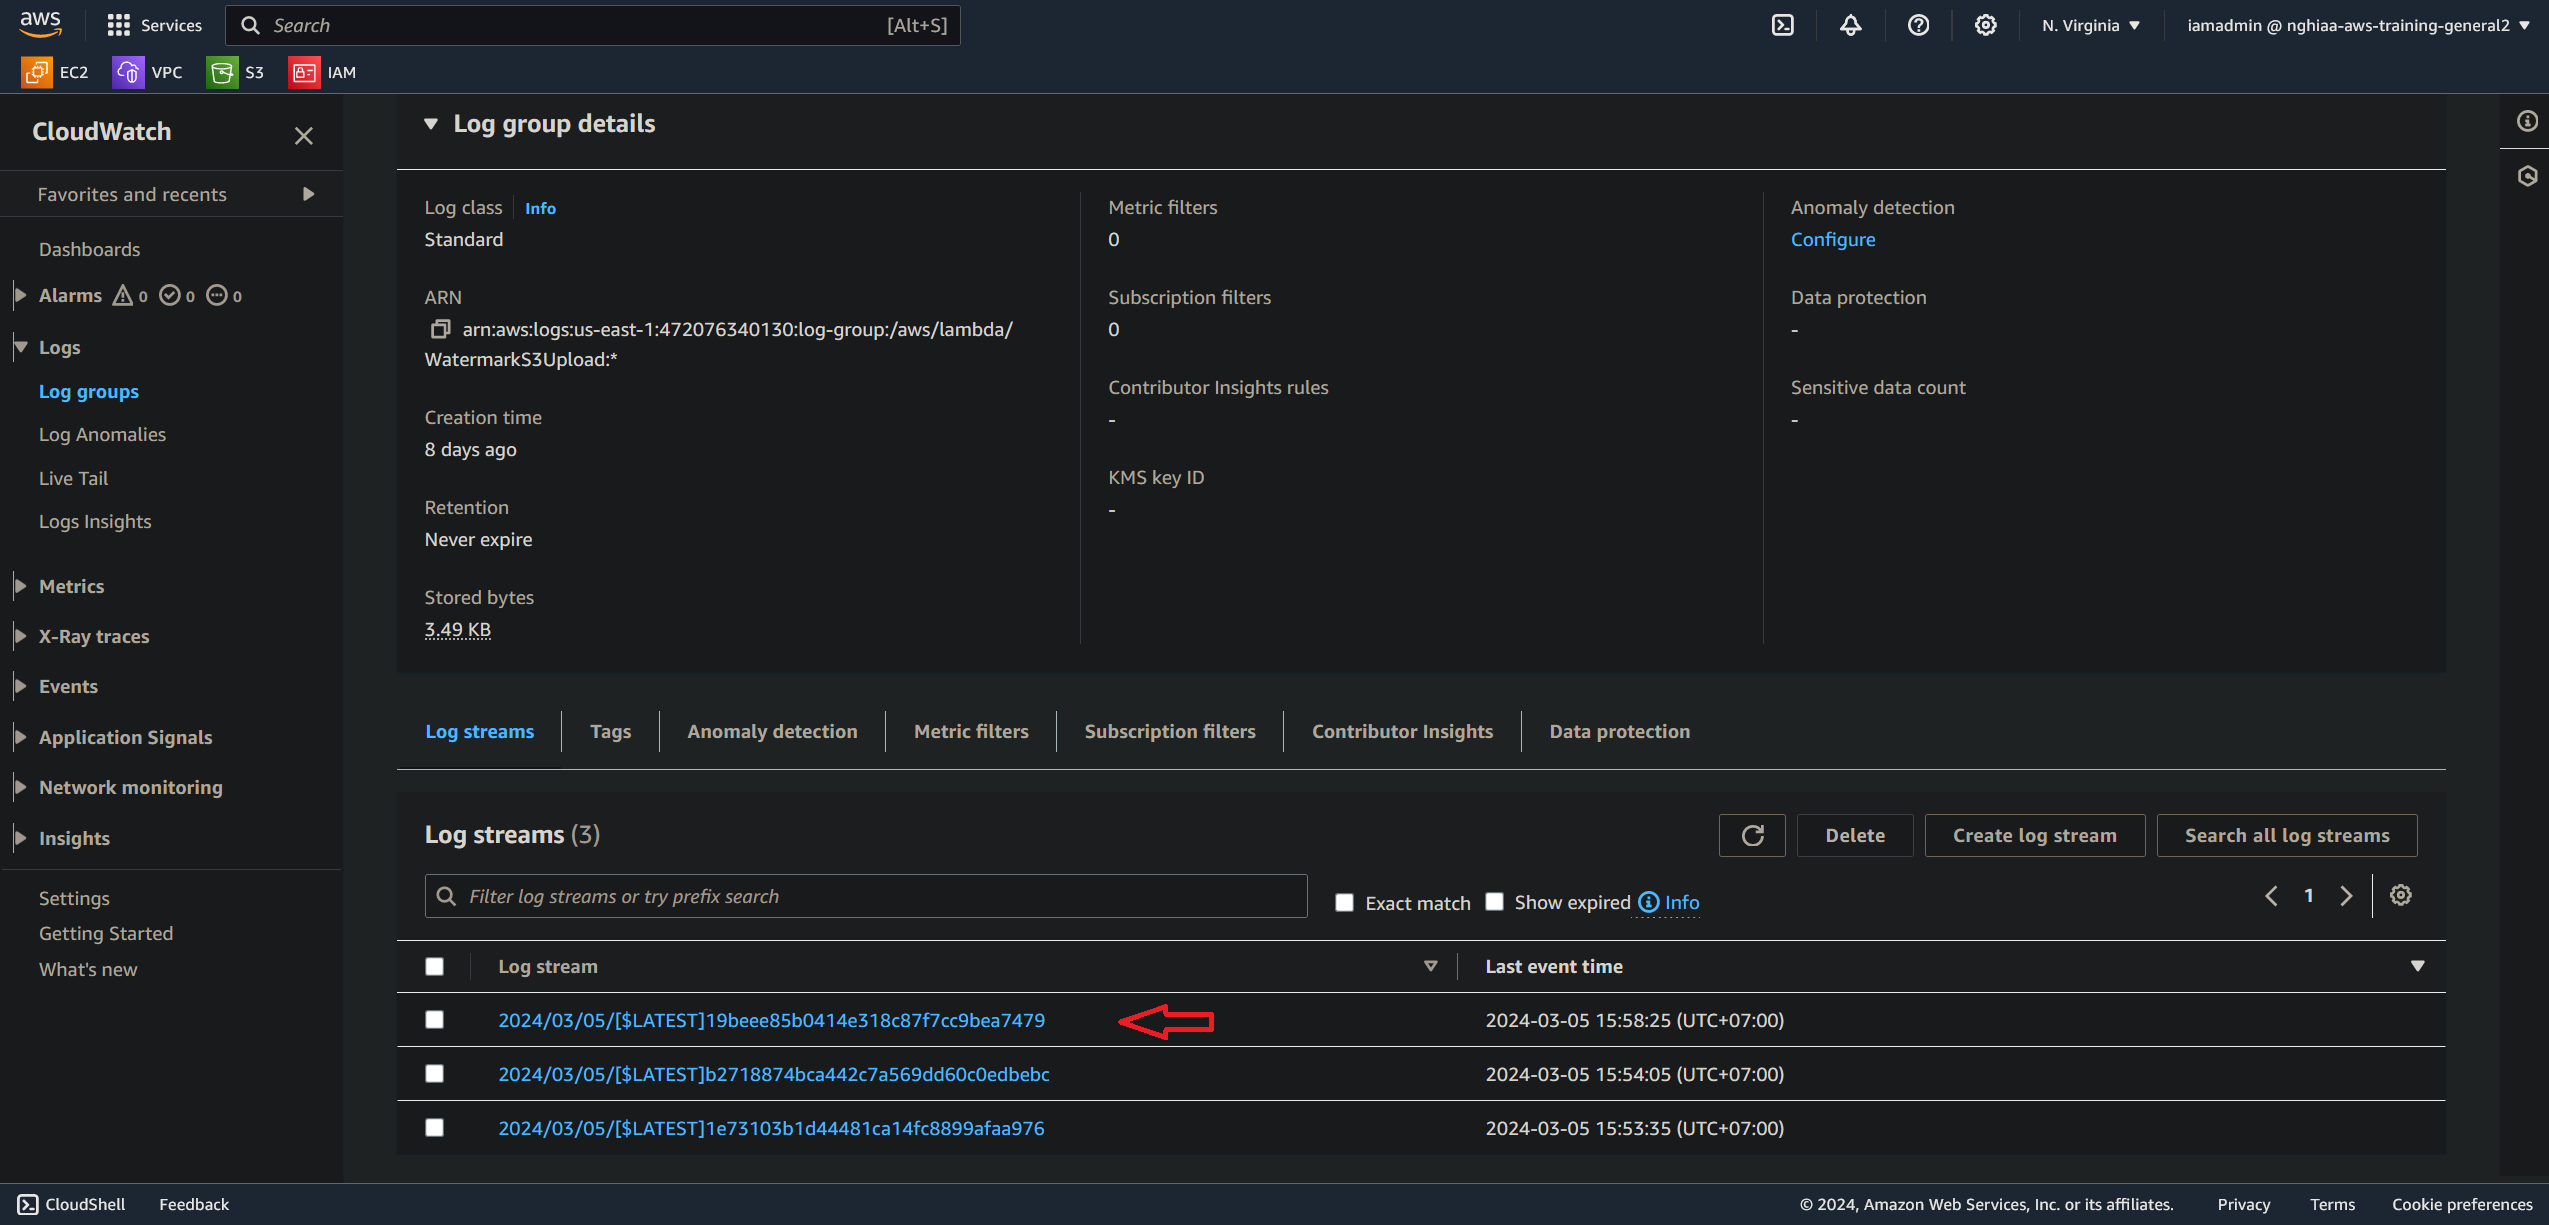 aws
Services
Search
[Alt+S]
N. Virginia
iamadmin @ nghiaa-aws-training-general2
EC2
VPC
S3
IAM
CloudWatch
Favorites and recents
Dashboards
Alarms 0 0 0
Logs
Log groups
Log Anomalies
Live Tail
Logs Insights
Metrics
X-Ray traces
Events
Application Signals
Network monitoring
Insights
Settings
Getting Started
What's new
Log group details
Log class
Info
Standard
ARN
arn:aws:logs:us-east-1:472076340130:log-group:/aws/lambda/
WatermarkS3Upload:*
Creation time
8 days ago
Retention
Never expire
Stored bytes
3.49 KB
Metric filters
0
Subscription filters
0
Contributor Insights rules
-
KMS key ID
-
Anomaly detection
Configure
Data protection
-
Sensitive data count
-
Log streams
Tags
Anomaly detection
Metric filters
Subscription filters
Contributor Insights
Data protection
Log streams (3)
Delete
Create log stream
Search all log streams
Filter log streams or try prefix search
Exact match
Show expired
Info
1
Log stream
Last event time
2024/03/05/[$LATEST]19beee85b0414e318c87f7cc9bea7479
2024-03-05 15:58:25 (UTC+07:00)
2024/03/05/[$LATEST]b2718874bca442c7a569dd60c0edbebc
2024-03-05 15:54:05 (UTC+07:00)
2024/03/05/[$LATEST]1e73103b1d44481ca14fc8899afaa976
2024-03-05 15:53:35 (UTC+07:00)
CloudShell
Feedback
© 2024, Amazon Web Services, Inc. or its affiliates.
Privacy
Terms
Cookie preferences